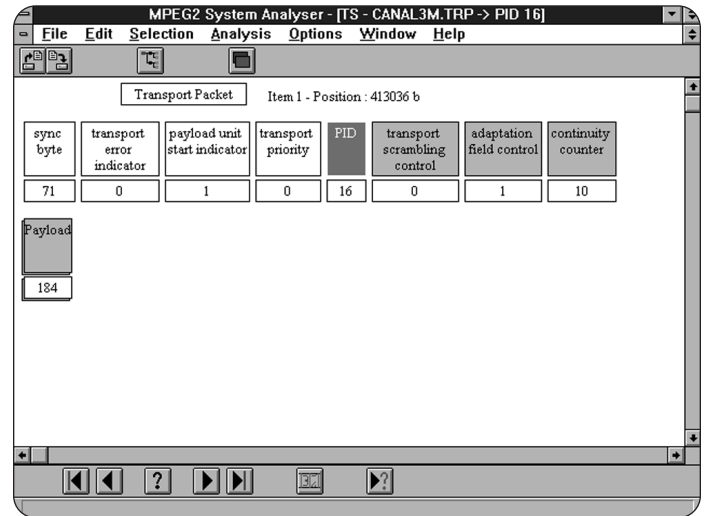 MPEG2 System Analyser - [TS - CANAL3M.TRP -> PID 16]
File Edit Selection Analysis Options Window Help
Transport Packet Item 1 - Position : 413036 b
sync byte
transport error indicator
payload unit start indicator
transport priority
PID
transport scrambling control
adaptation field control
continuity counter
71 0 1 0 16 0 1 10
Payload
184
? ?